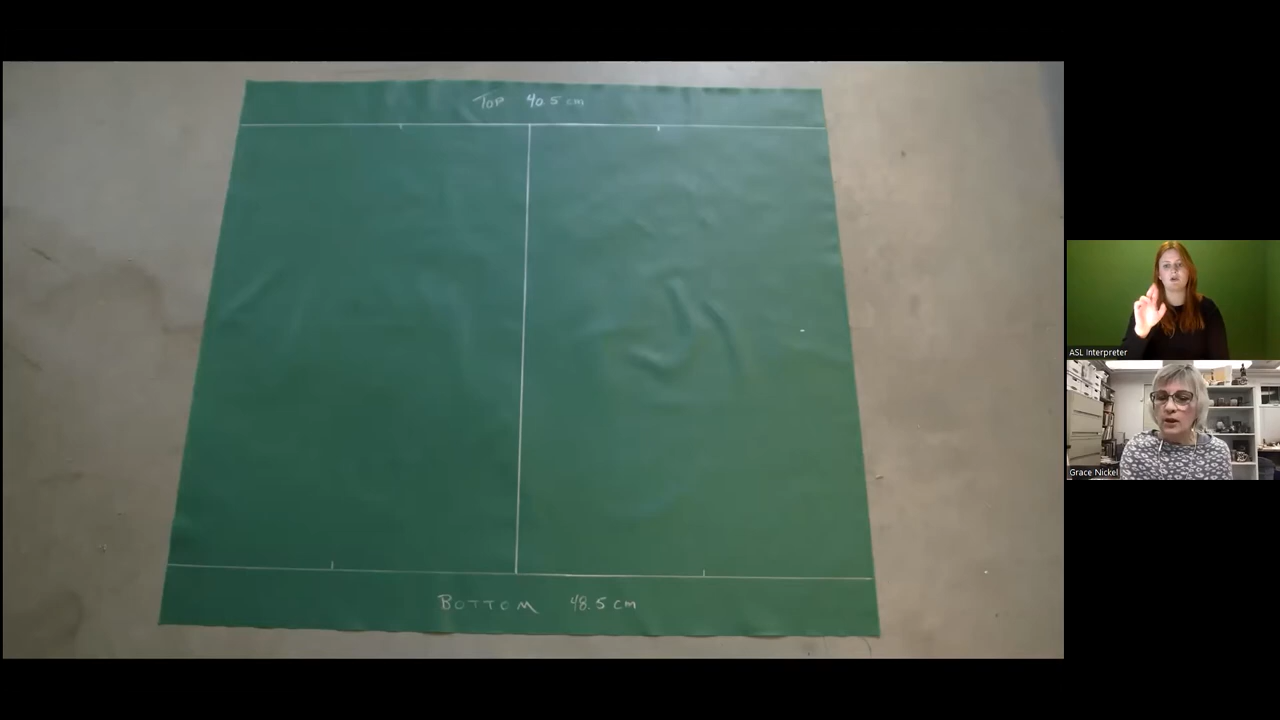 TOP 40.5 cm
BOTTOM 48.5 cm
ASL Interpreter
Grace Nickel